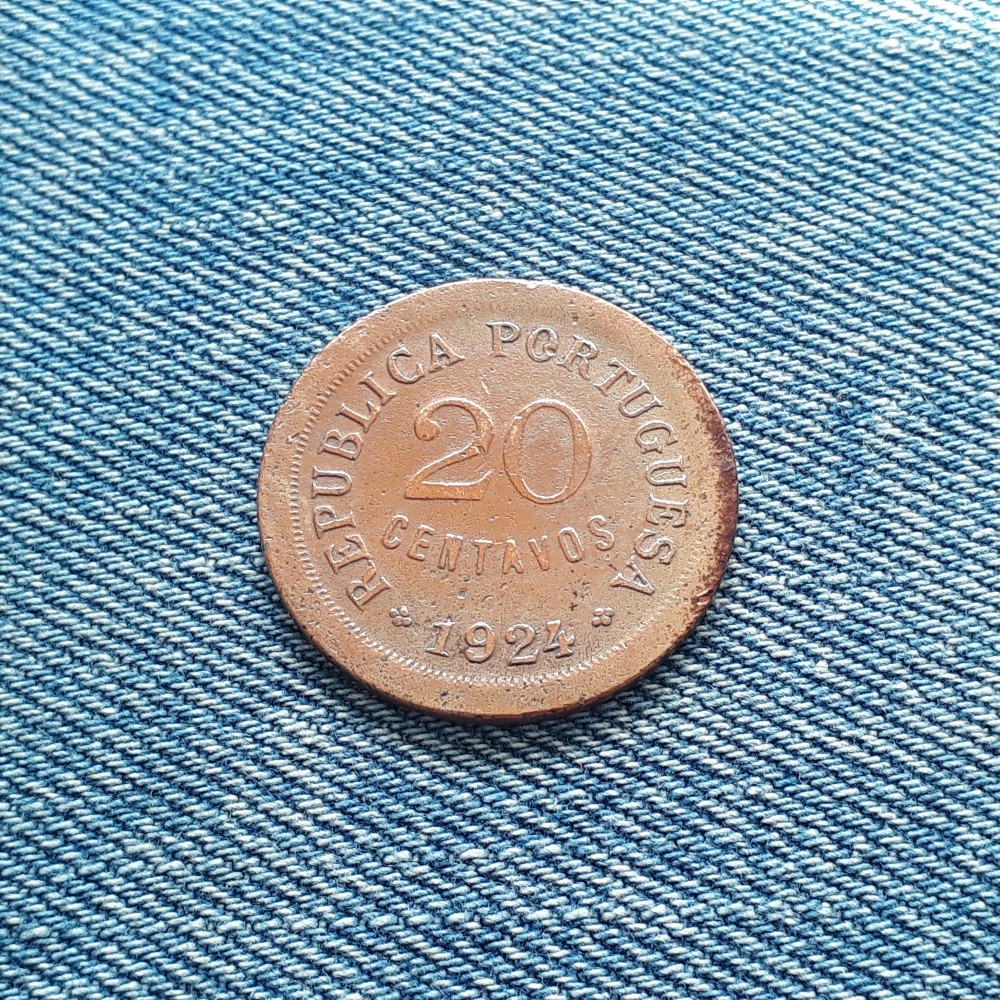 REPUBLICA PORTUGUESA
20
CENTAVOS
1924